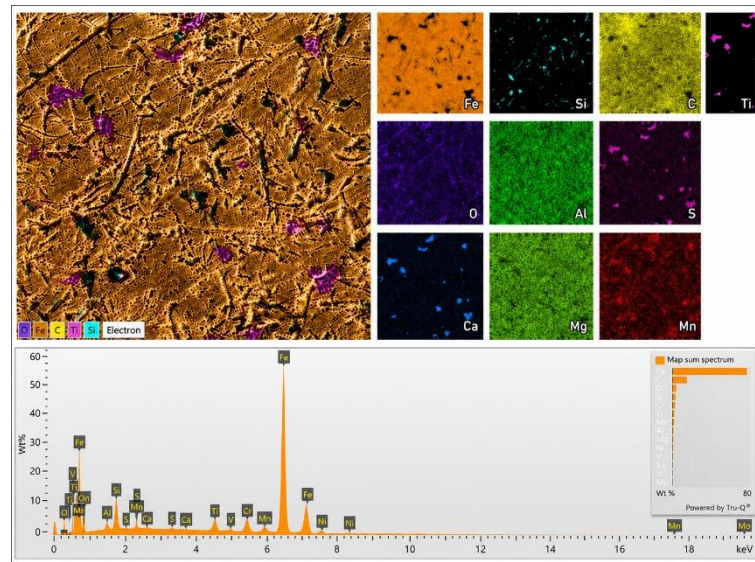 Fe
Si
C
Ti
O
Al
S
Ca
Mg
Mn
O Fe C Ti Si Electron
Wt%
60
50
40
30
20
10
0
Fe
Fe
V
Ti
On
O
Al
Si
S
S
Mn
Ca
S
Ca
Ti
V
Cr
Mn
Fe
Ni
Ni
Mn
Mo
0 2 4 6 8 10 12 14 16 18 keV
Map sum spectrum
Wt % 80
Powered by Tru-Q®